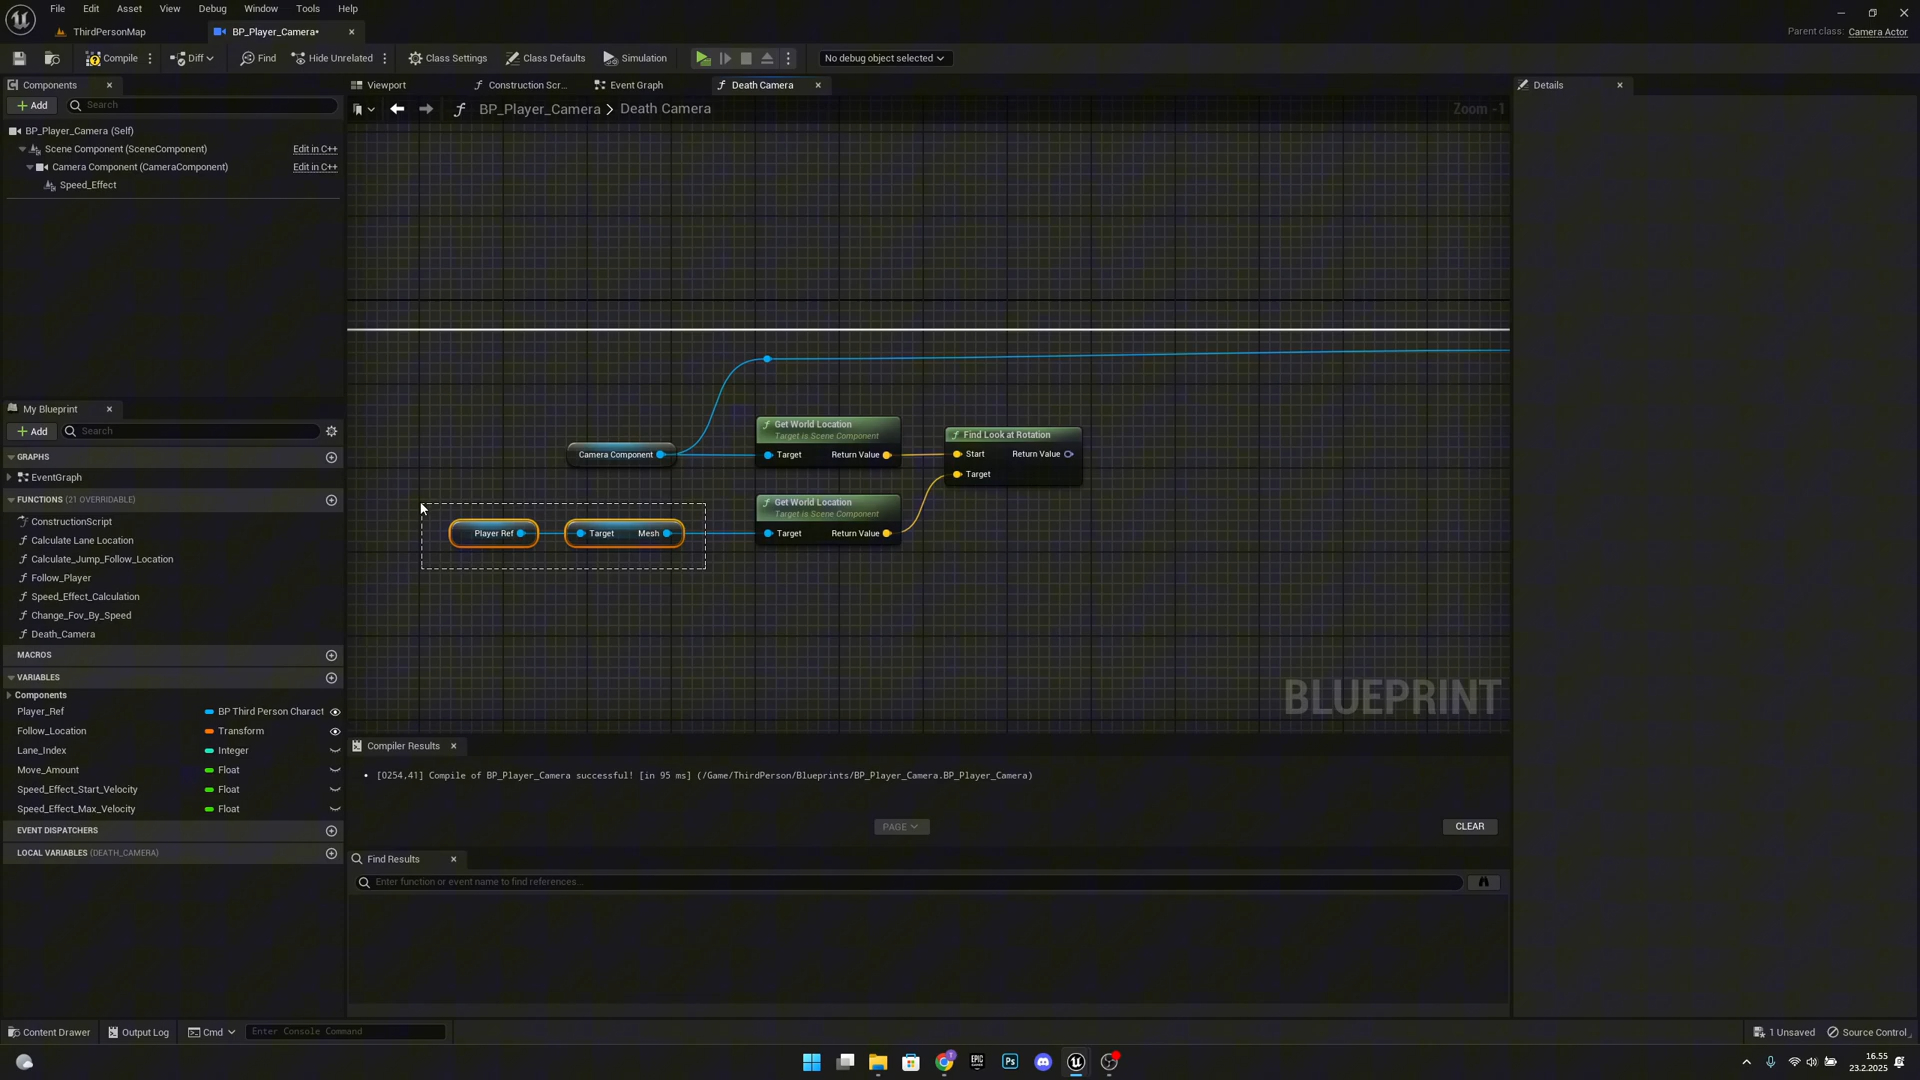 File Edit Asset View Debug Window Tools Help
ThirdPersonMap
BP_Player_Camera•
Parent class: Camera Actor
Compile
Diff
Find
Hide Unrelated
Class Settings
Class Defaults
Simulation
No debug object selected
Components
Add
Search
BP_Player_Camera (Self)
Scene Component (SceneComponent) Edit in C++
Camera Component (CameraComponent) Edit in C++
Speed_Effect
My Blueprint
Add
Search
GRAPHS
EventGraph
FUNCTIONS (21 OVERRIDABLE)
ConstructionScript
Calculate Lane Location
Calculate_Jump_Follow_Location
Follow_Player
Speed_Effect_Calculation
Change_Fov_By_Speed
Death_Camera
MACROS
VARIABLES
Components
Player_Ref BP Third Person Charact
Follow_Location Transform
Lane_Index Integer
Move_Amount Float
Speed_Effect_Start_Velocity Float
Speed_Effect_Max_Velocity Float
EVENT DISPATCHERS
LOCAL VARIABLES (DEATH_CAMERA)
Viewport
Construction Scr...
Event Graph
Death Camera
BP_Player_Camera > Death Camera
Zoom -1
Camera Component
Get World Location
Target is Scene Component
Target Return Value
Find Look at Rotation
Start Return Value
Target
Player Ref
Target Mesh
Get World Location
Target is Scene Component
Target Return Value
BLUEPRINT
Compiler Results
• [0254,41] Compile of BP_Player_Camera successful! [in 95 ms] (/Game/ThirdPerson/Blueprints/BP_Player_Camera.BP_Player_Camera)
PAGE
CLEAR
Find Results
Enter function or event name to find references...
Details
Content Drawer
Output Log
Cmd
Enter Console Command
1 Unsaved
Source Control
EPIC
Ps
16.55
23.2.2025